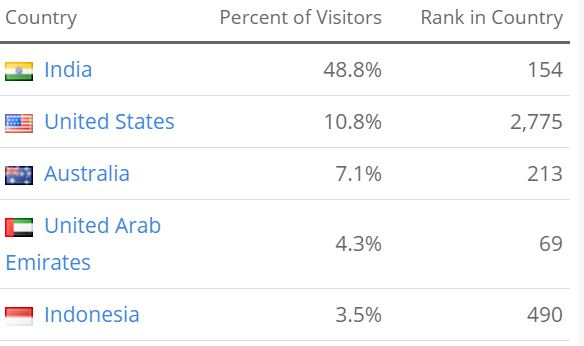 Country Percent of Visitors Rank in Country
India 48.8% 154
United States 10.8% 2,775
Australia 7.1% 213
United Arab
Emirates 4.3% 69
Indonesia 3.5% 490